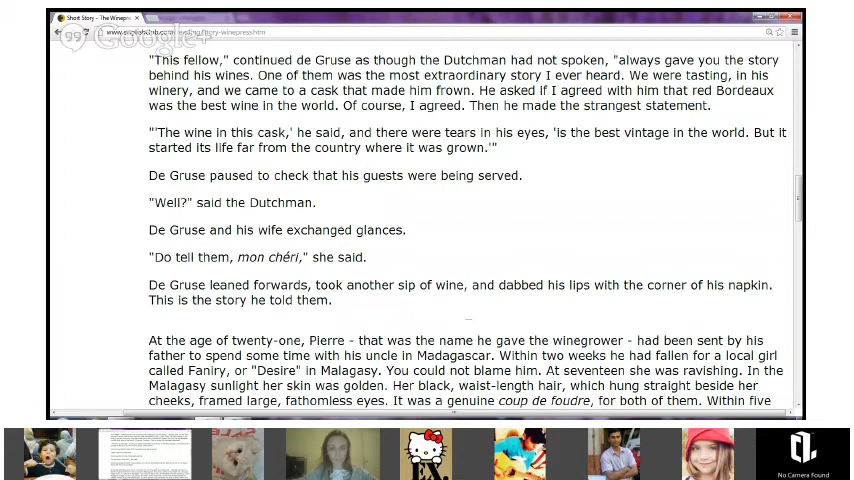 Short Story - The Winepre
Google+
"This fellow," continued de Gruse as though the Dutchman had not spoken, "always gave you the story
behind his wines. One of them was the most extraordinary story I ever heard. We were tasting, in his
winery, and we came to a cask that made him frown. He asked if I agreed with him that red Bordeaux
was the best wine in the world. Of course, I agreed. Then he made the strangest statement.
"'The wine in this cask,' he said, and there were tears in his eyes, 'is the best vintage in the world. But it
started its life far from the country where it was grown.'"
De Gruse paused to check that his guests were being served.
"Well?" said the Dutchman.
De Gruse and his wife exchanged glances.
"Do tell them, mon chéri," she said.
De Gruse leaned forwards, took another sip of wine, and dabbed his lips with the corner of his napkin.
This is the story he told them.
At the age of twenty-one, Pierre - that was the name he gave the winegrower - had been sent by his
father to spend some time with his uncle in Madagascar. Within two weeks he had fallen for a local girl
called Faniry, or "Desire" in Malagasy. You could not blame him. At seventeen she was ravishing. In the
Malagasy sunlight her skin was golden. Her black, waist-length hair, which hung straight beside her
cheeks, framed large, fathomless eyes. It was a genuine coup de foudre, for both of them. Within five
No Camera Found